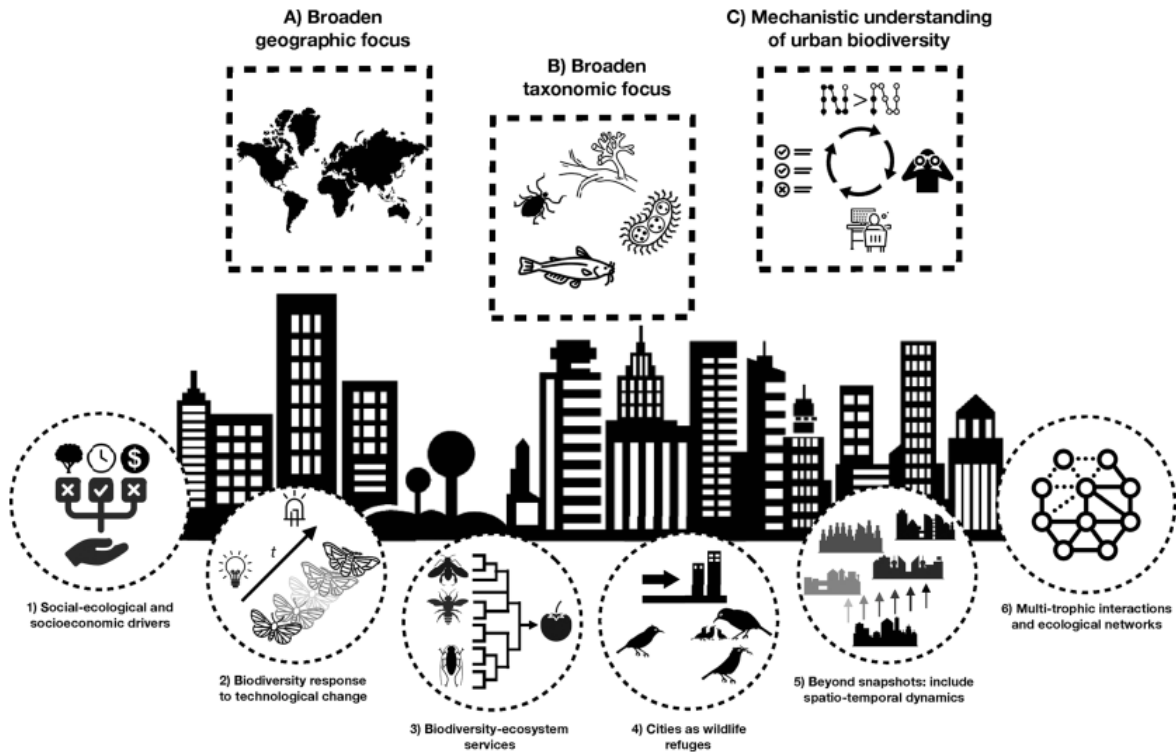 A) Broaden
geographic focus
B) Broaden
taxonomic focus
C) Mechanistic understanding
of urban biodiversity
>
$
t
1) Social-ecological and
socioeconomic drivers
2) Biodiversity response
to technological change
3) Biodiversity-ecosystem
services
4) Cities as wildlife
refuges
5) Beyond snapshots: include
spatio-temporal dynamics
6) Multi-trophic interactions
and ecological networks